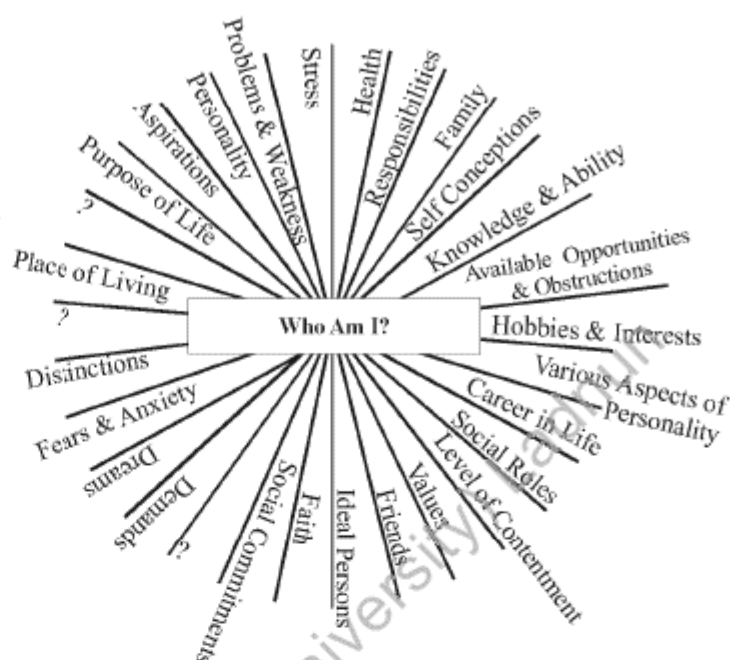 Stress
Health
Responsibilities
Family
Self Conceptions
Knowledge & Ability
Available Opportunities
& Obstructions
Hobbies & Interests
Various Aspects of
Personality
Career in Life
Social Roles
Level of Contentment
Values
Friends
Ideal Persons
Faith
Social Commitments
?
Demands
Dreams
Fears & Anxiety
Disinctions
?
Place of Living
?
Purpose of Life
Aspirations
Personality
Problems & Weakness
Who Am I?